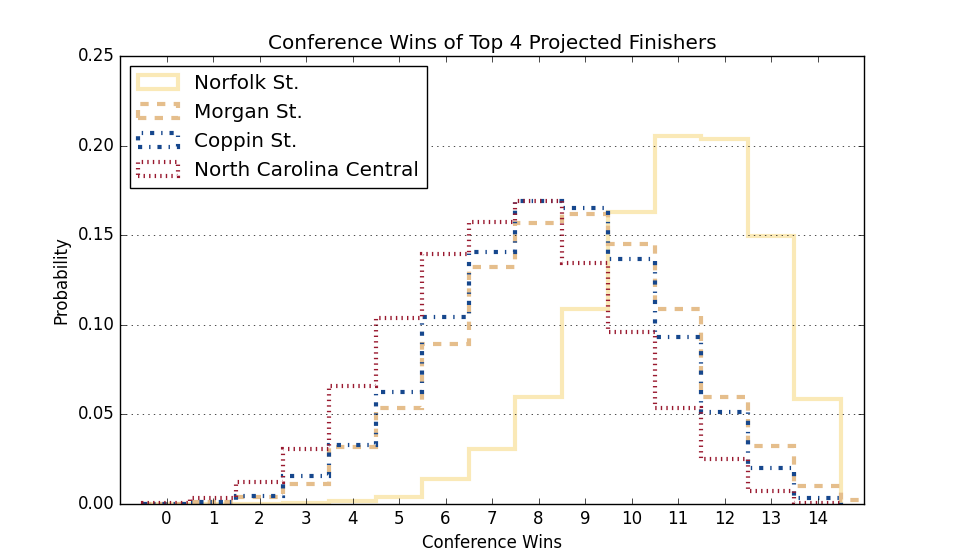 Conference Wins of Top 4 Projected Finishers
0.25
0.20
0.15
0.10
0.05
0.00
Probability
Norfolk St.
Morgan St.
Coppin St.
North Carolina Central
0 1 2 3 4 5 6 7 8 9 10 11 12 13 14
Conference Wins